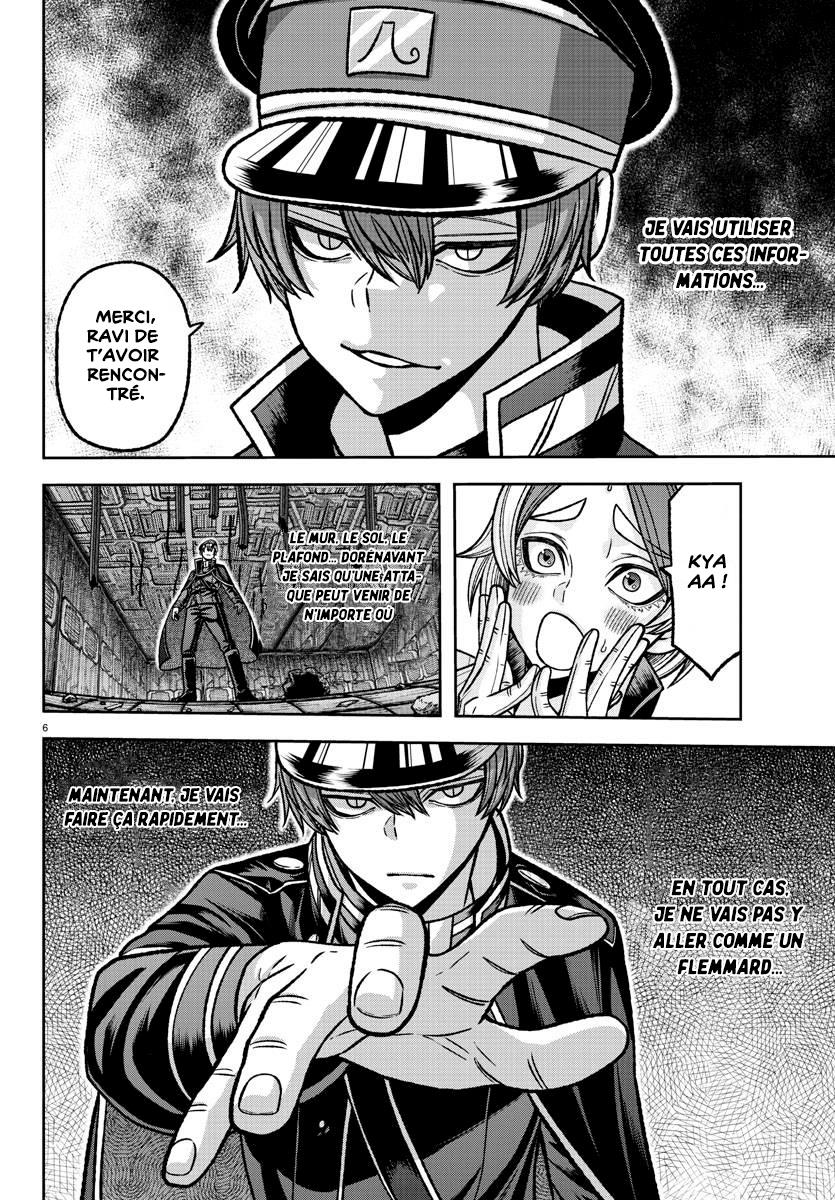 八
JE VAIS UTILISER
TOUTES CES INFOR-
MATIONS...
MERCI,
RAVI DE
T'AVOIR
RENCON-
TRÉ.
KYA
AA !
LE MUR, LE SOL, LE
PLAFOND... DORÉNAVANT
JE SAIS QU'UNE ATTA-
QUE PEUT VENIR DE
N'IMPORTE OÙ
6
MAINTENANT, JE VAIS
FAIRE ÇA RAPIDEMENT...
EN TOUT CAS,
JE NE VAIS PAS Y
ALLER COMME UN
FLEMMARD...